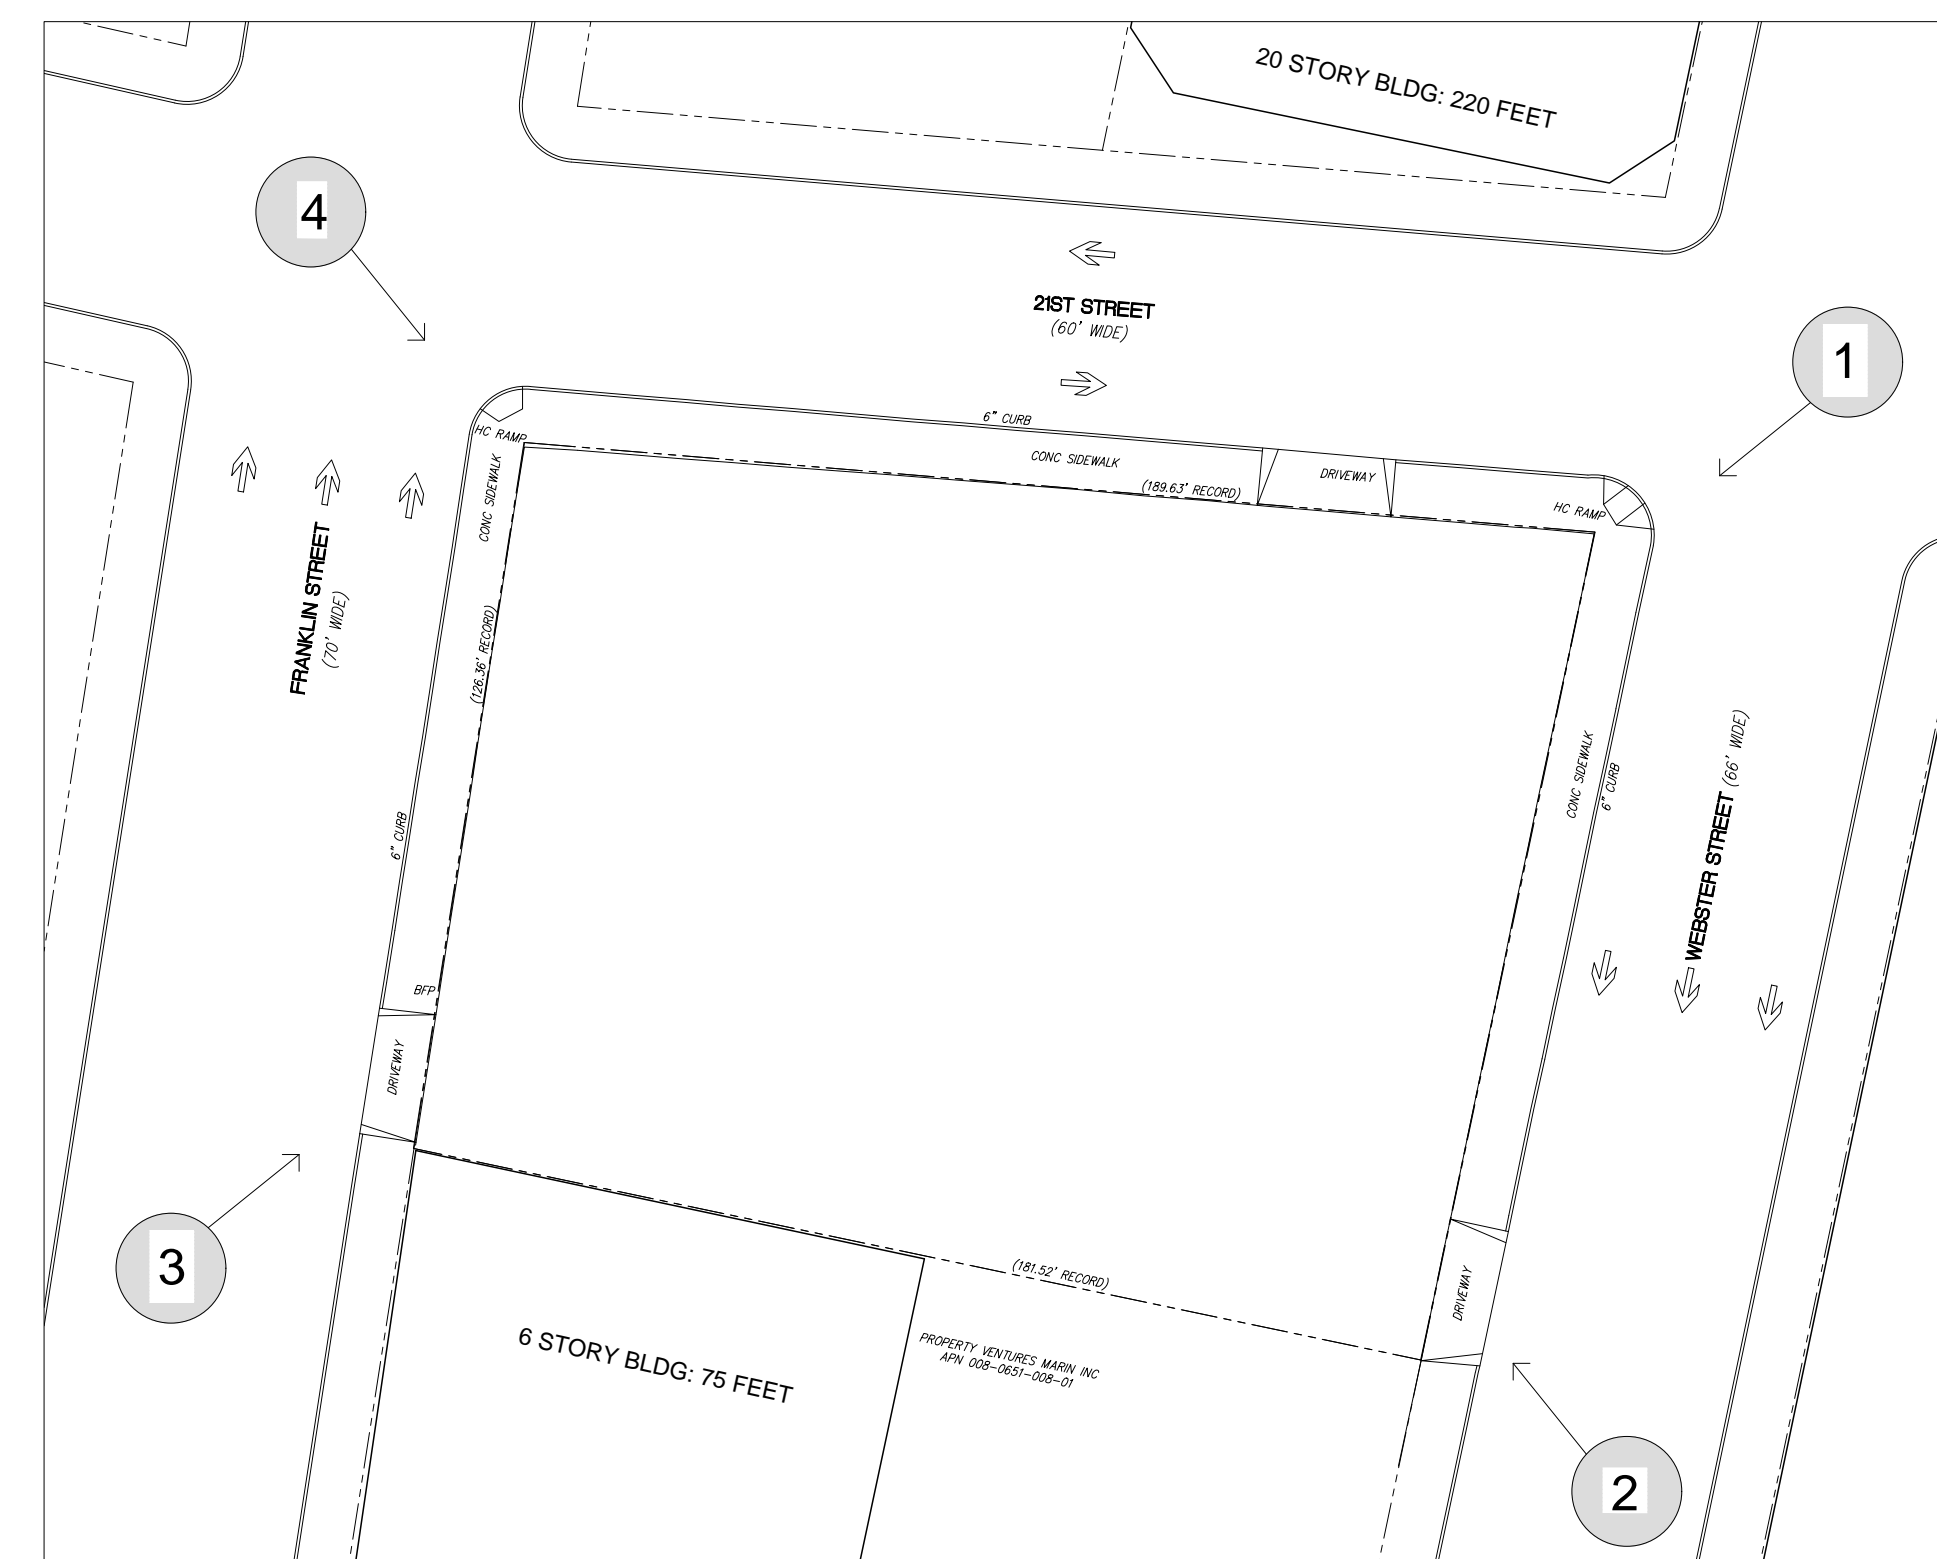 20 STORY BLDG: 220 FEET
4
21ST STREET
(60' WIDE)
1
6" CURB
HC RAMP
CONC SIDEWALK
DRIVEWAY
(189.63' RECORD)
HC RAMP
CONC SIDEWALK
FRANKLIN STREET
(70' WIDE)
(126.36' RECORD)
6" CURB
CONC SIDEWALK
6" CURB
WEBSTER STREET (66' WIDE)
BFP
DRIVEWAY
3
(181.52' RECORD)
DRIVEWAY
6 STORY BLDG: 75 FEET
PROPERTY VENTURES MARIN INC
APN 008-0651-008-01
2